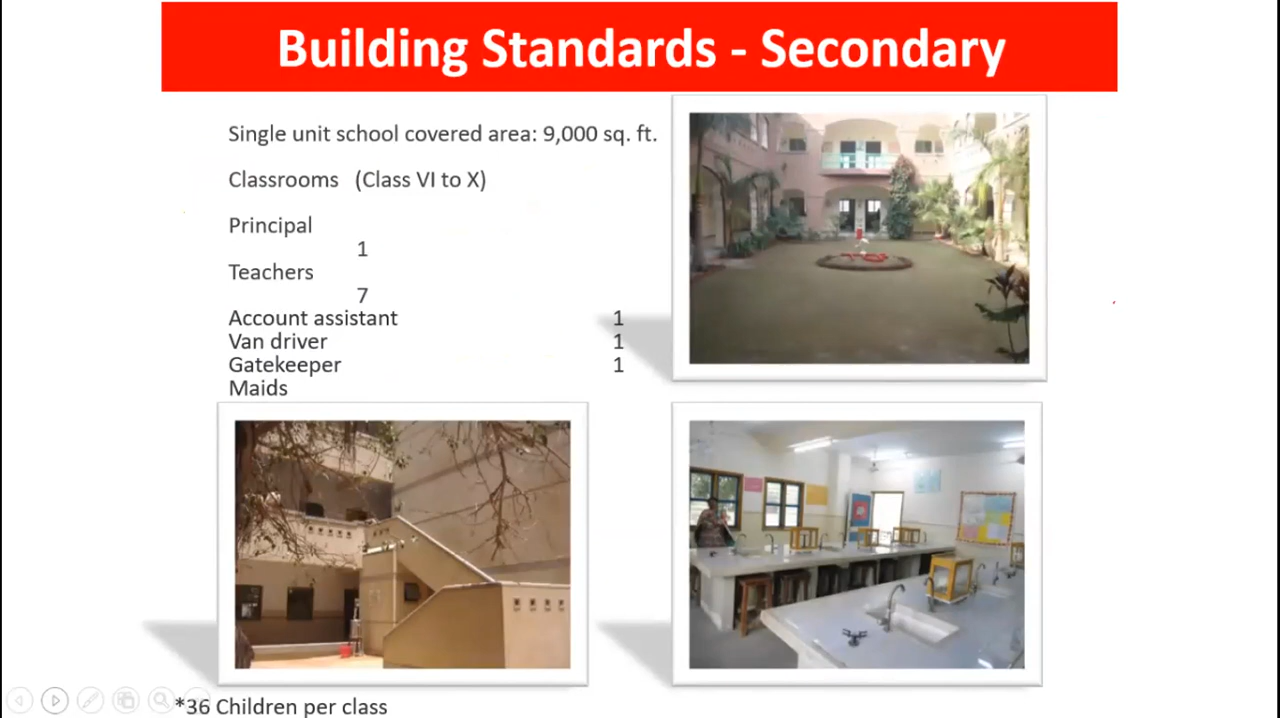 Building Standards - Secondary
Single unit school covered area: 9,000 sq. ft.
Classrooms (Class VI to X)
Principal
1
Teachers
7
Account assistant 1
Van driver 1
Gatekeeper 1
Maids
*36 Children per class